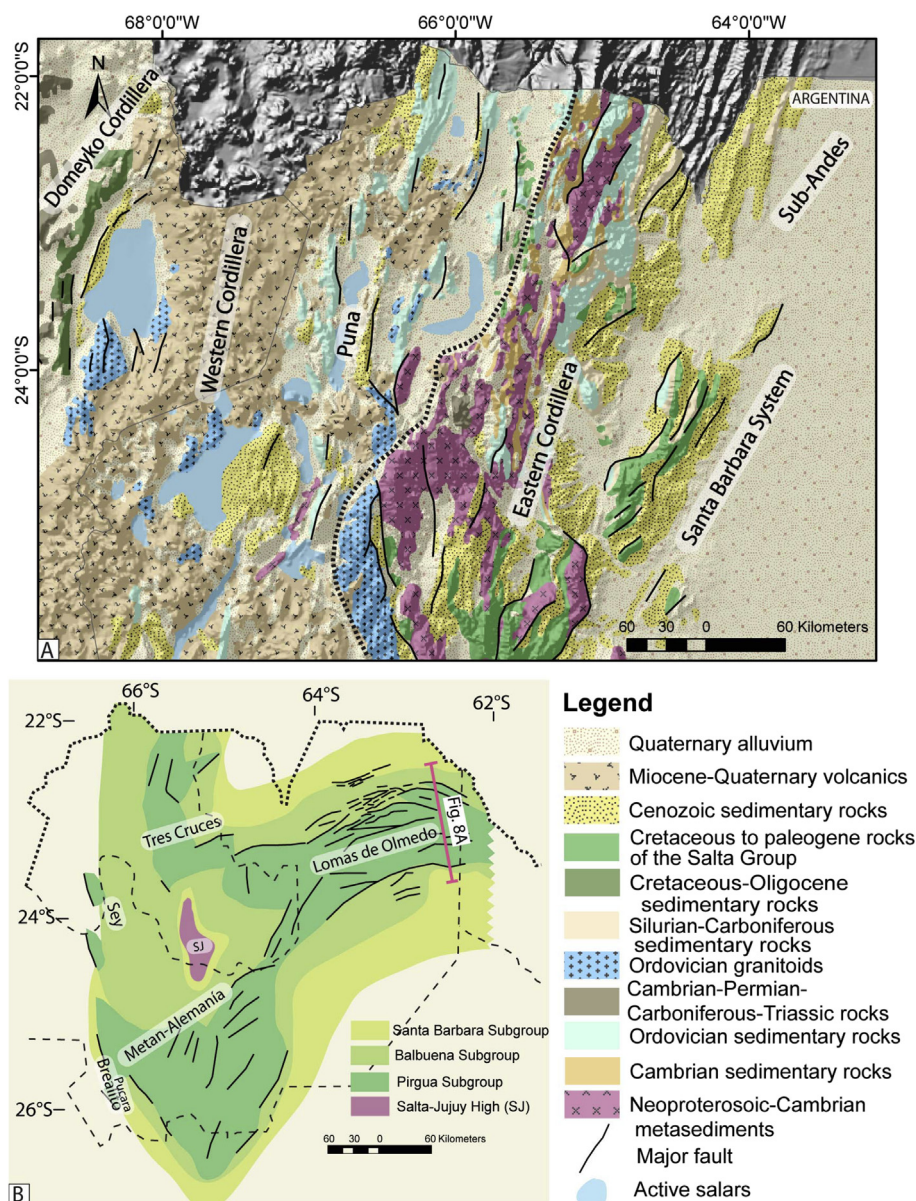 68°0'0"W
66°0'0"W
64°0'0"W
22°0'0"S
24°0'0"S
N
Domeyko Cordillera
Western Cordillera
Puna
Eastern Cordillera
ARGENTINA
Sub-Andes
Santa Barbara System
60 30 0 60 Kilometers
A
66°S
64°S
62°S
22°S
24°S
26°S
Tres Cruces
Lomas de Olmedo
Fig. 8A
Sey
SJ
Metan-Alemanía
Brealito
Pucara
Santa Barbara Subgroup
Balbuena Subgroup
Pirgua Subgroup
Salta-Jujuy High (SJ)
60 30 0 60 Kilometers
B
Legend
Quaternary alluvium
Miocene-Quaternary volcanics
Cenozoic sedimentary rocks
Cretaceous to paleogene rocks
of the Salta Group
Cretaceous-Oligocene
sedimentary rocks
Silurian-Carboniferous
sedimentary rocks
Ordovician granitoids
Cambrian-Permian-
Carboniferous-Triassic rocks
Ordovician sedimentary rocks
Cambrian sedimentary rocks
Neoproterosoic-Cambrian
metasediments
Major fault
Active salars